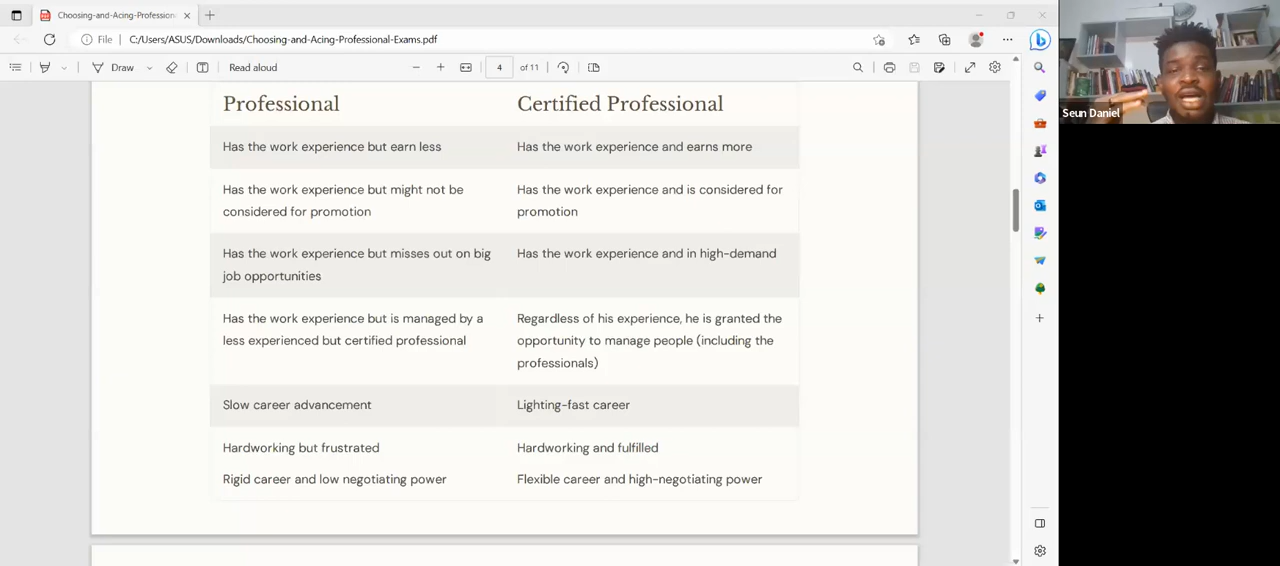 Choosing-and-Acing-Profession
File
C:/Users/ASUS/Downloads/Choosing-and-Acing-Professional-Exams.pdf
Draw
Read aloud
4
of 11
Seun Daniel
Professional
Certified Professional
Has the work experience but earn less
Has the work experience and earns more
Has the work experience but might not be
considered for promotion
Has the work experience and is considered for
promotion
Has the work experience but misses out on big
job opportunities
Has the work experience and in high-demand
Has the work experience but is managed by a
less experienced but certified professional
Regardless of his experience, he is granted the
opportunity to manage people (including the
professionals)
Slow career advancement
Lighting-fast career
Hardworking but frustrated
Hardworking and fulfilled
Rigid career and low negotiating power
Flexible career and high-negotiating power